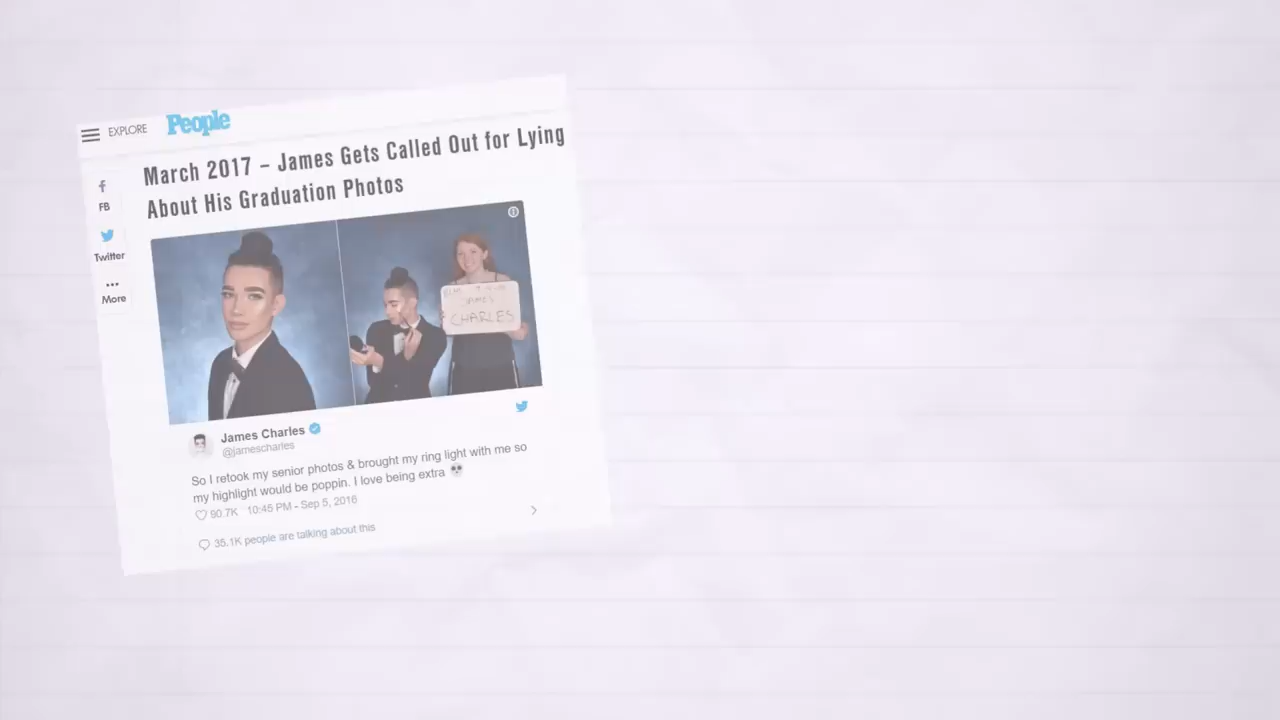 EXPLORE People
March 2017 – James Gets Called Out for Lying
About His Graduation Photos
FB
Twitter
More
JAMES
CHARLES
James Charles
@jamescharles
So I retook my senior photos & brought my ring light with me so
my highlight would be poppin. I love being extra 💀
90.7K 10:45 PM - Sep 5, 2016
35.1K people are talking about this